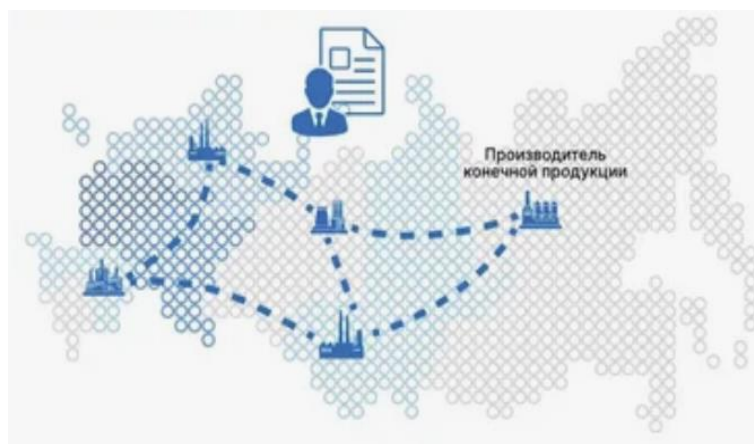 Производитель
конечной продукции